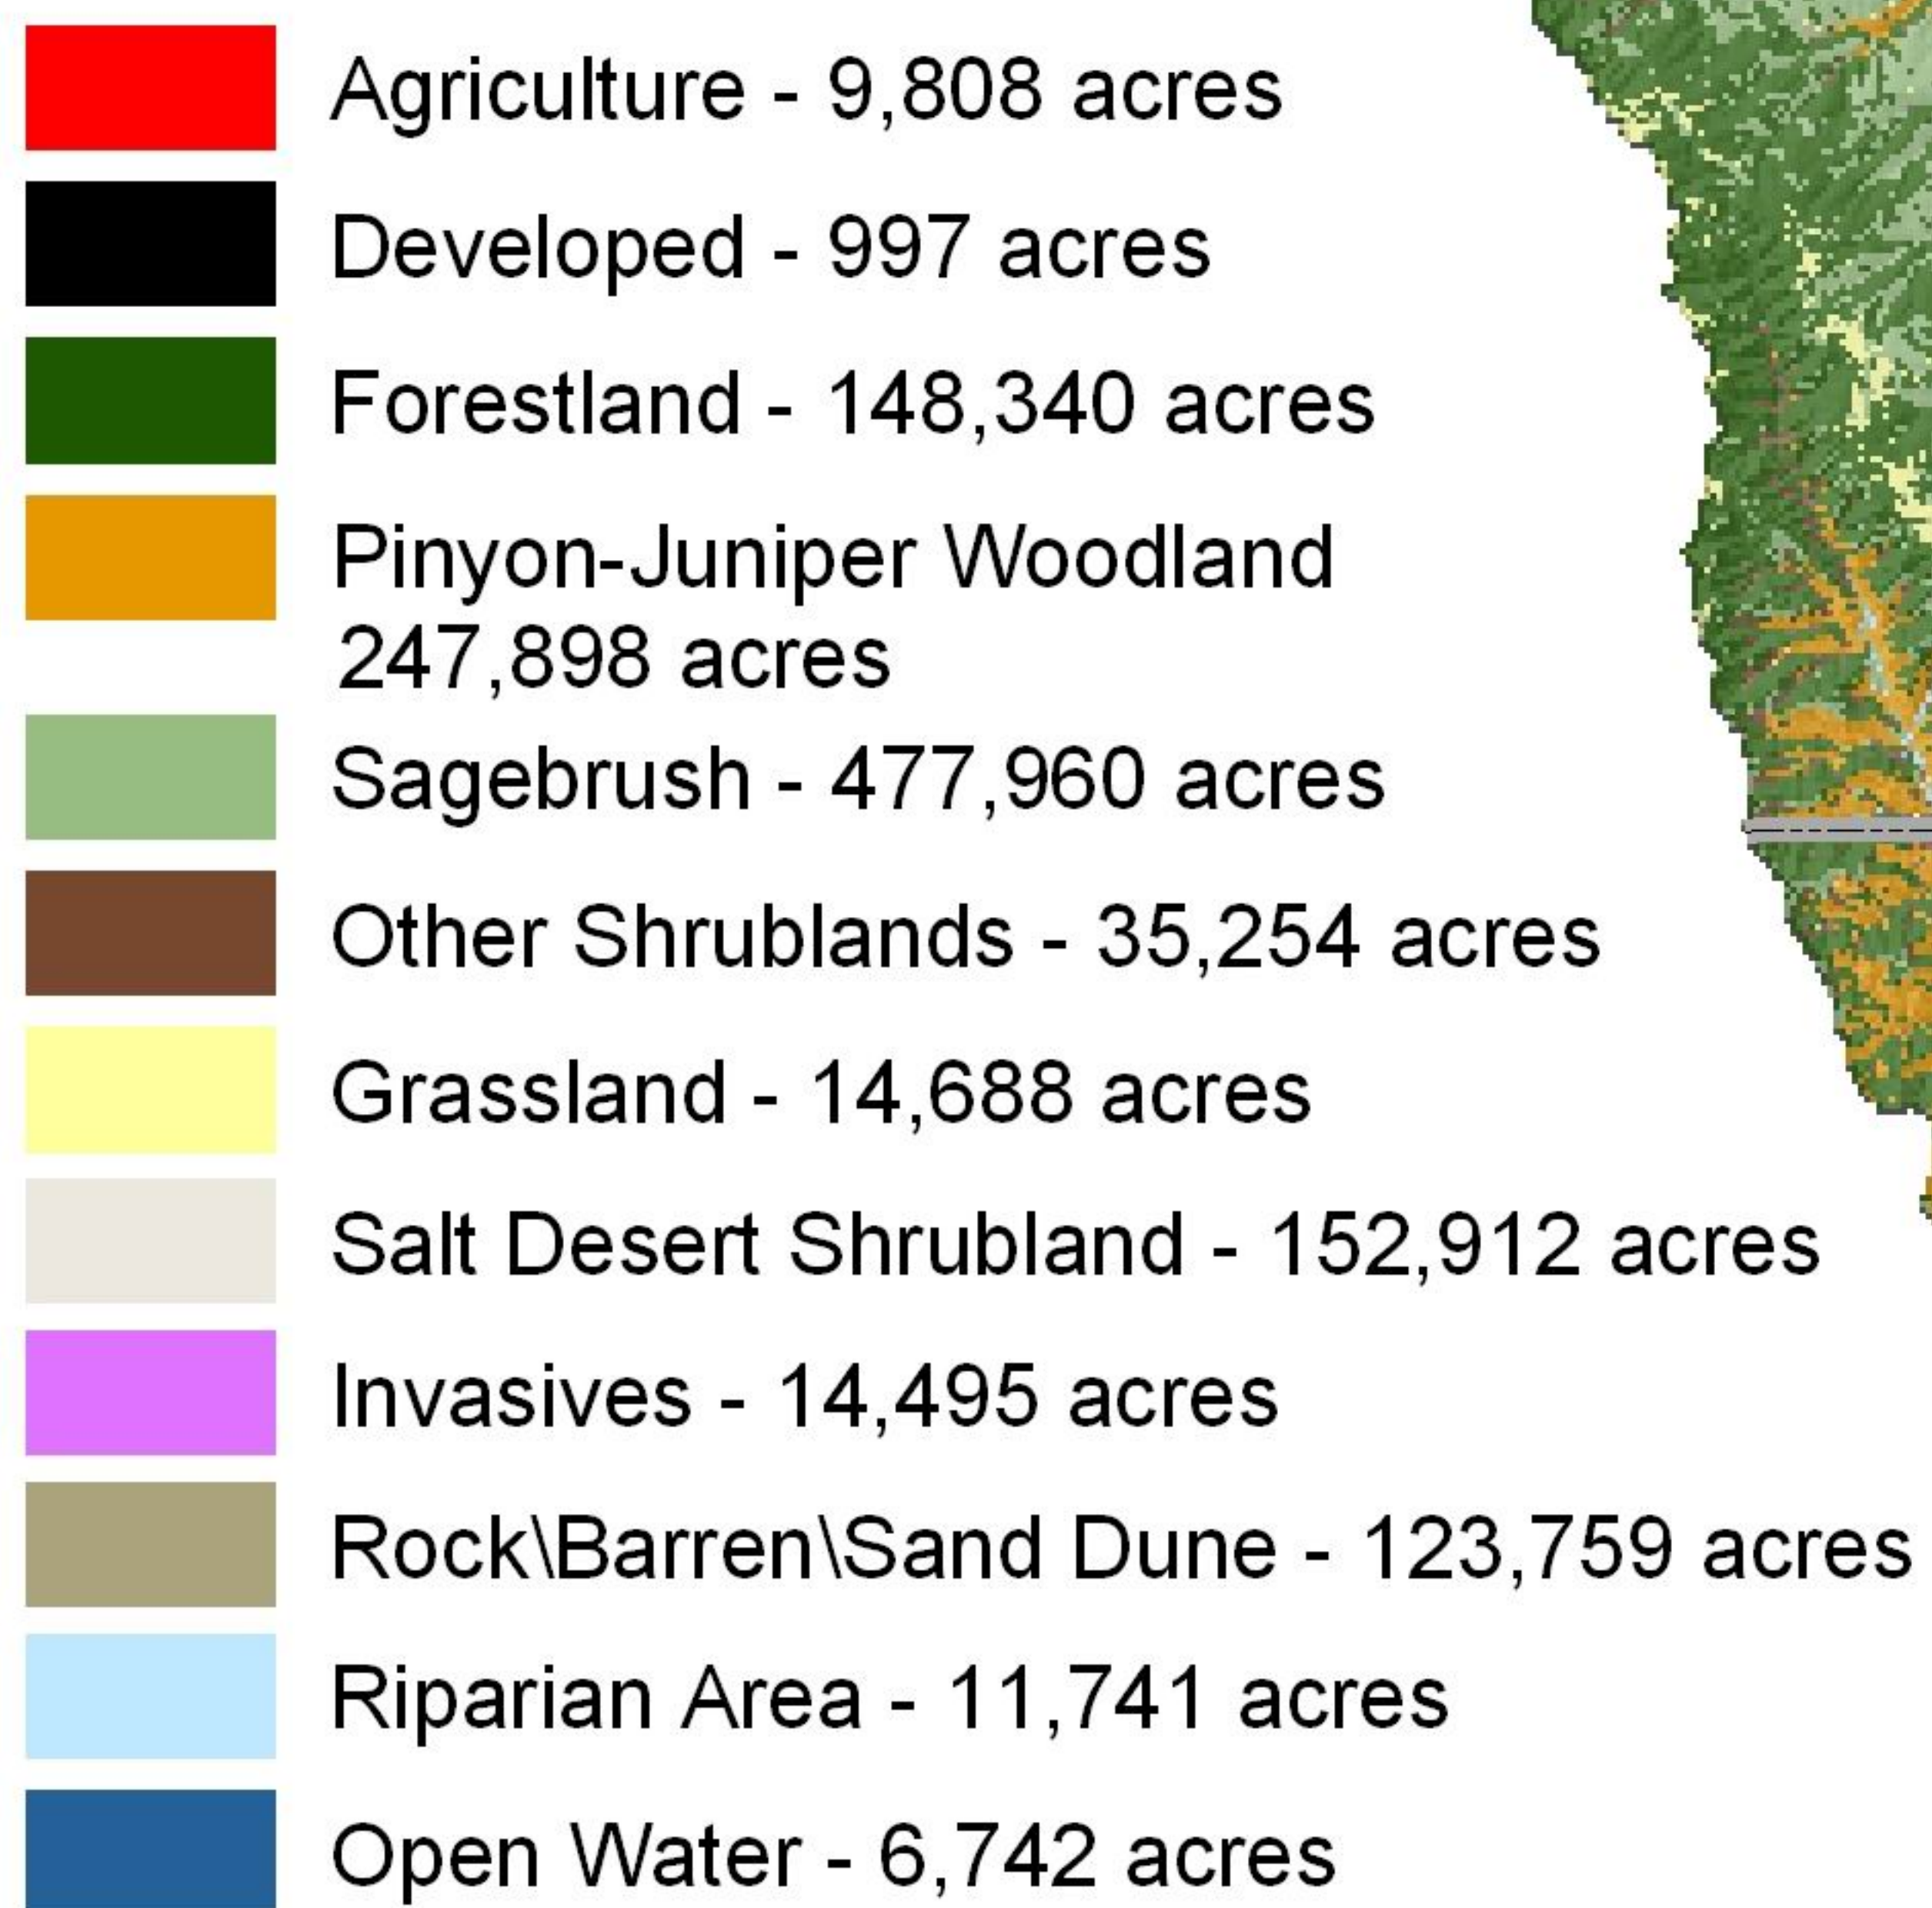 Agriculture - 9,808 acres
Developed - 997 acres
Forestland - 148,340 acres
Pinyon-Juniper Woodland
247,898 acres
Sagebrush - 477,960 acres
Other Shrublands - 35,254 acres
Grassland - 14,688 acres
Salt Desert Shrubland - 152,912 acres
Invasives - 14,495 acres
Rock\Barren\Sand Dune - 123,759 acres
Riparian Area - 11,741 acres
Open Water - 6,742 acres